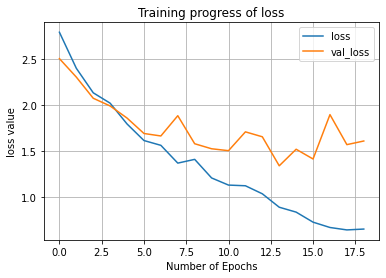 Training progress of loss
loss
val_loss
loss value
2.5
2.0
1.5
1.0
0.0
2.5
5.0
7.5
10.0
12.5
15.0
17.5
Number of Epochs